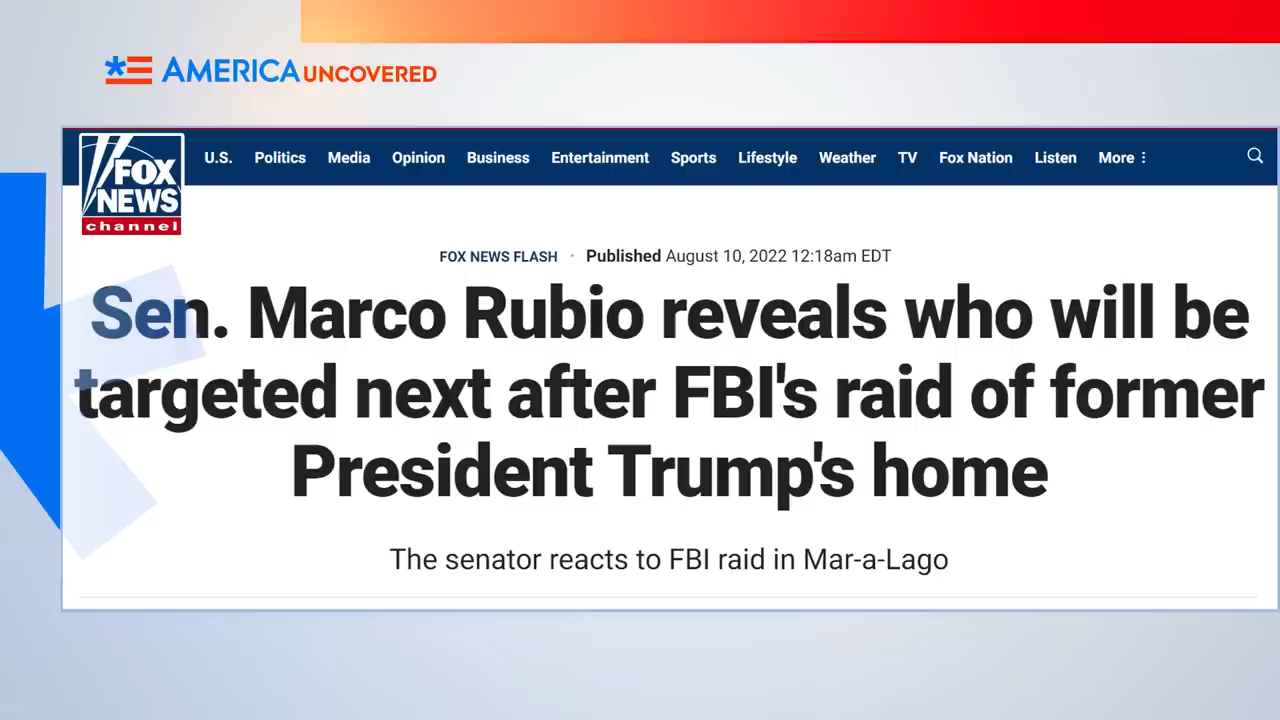 AMERICA UNCOVERED
FOX
NEWS
channel
U.S. Politics Media Opinion Business Entertainment Sports Lifestyle Weather TV Fox Nation Listen More
FOX NEWS FLASH · Published August 10, 2022 12:18am EDT
Sen. Marco Rubio reveals who will be
targeted next after FBI's raid of former
President Trump's home
The senator reacts to FBI raid in Mar-a-Lago